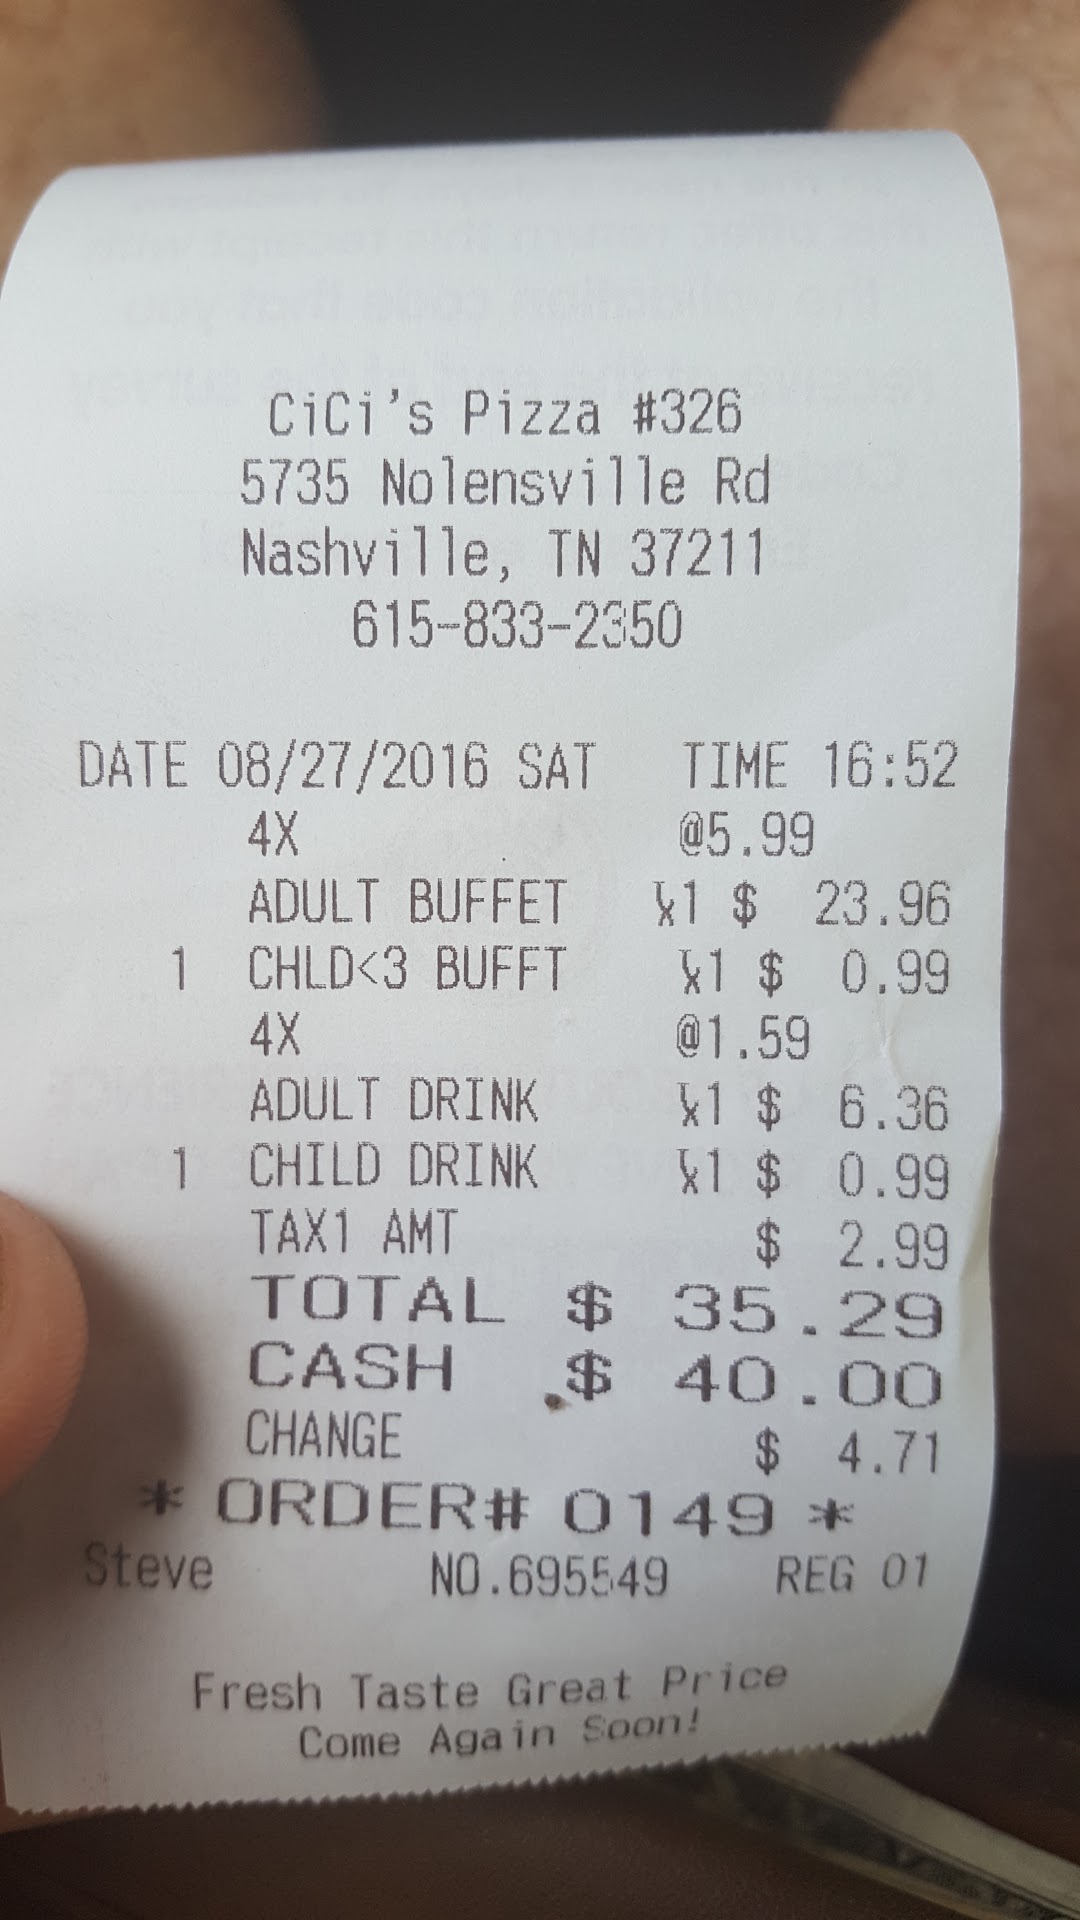 CiCi's Pizza #326
5735 Nolensville Rd
Nashville, TN 37211
615-833-2350
DATE 08/27/2016 SAT TIME 16:52
4X @5.99
ADULT BUFFET 1 $ 23.96
1 CHLD<3 BUFFT 1 $ 0.99
4X @1.59
ADULT DRINK 1 $ 6.36
1 CHILD DRINK 1 $ 0.99
TAX1 AMT $ 2.99
TOTAL $ 35.29
CASH $ 40.00
CHANGE $ 4.71
* ORDER# 0149 *
Steve NO.695549 REG 01
Fresh Taste Great Price
Come Again Soon!